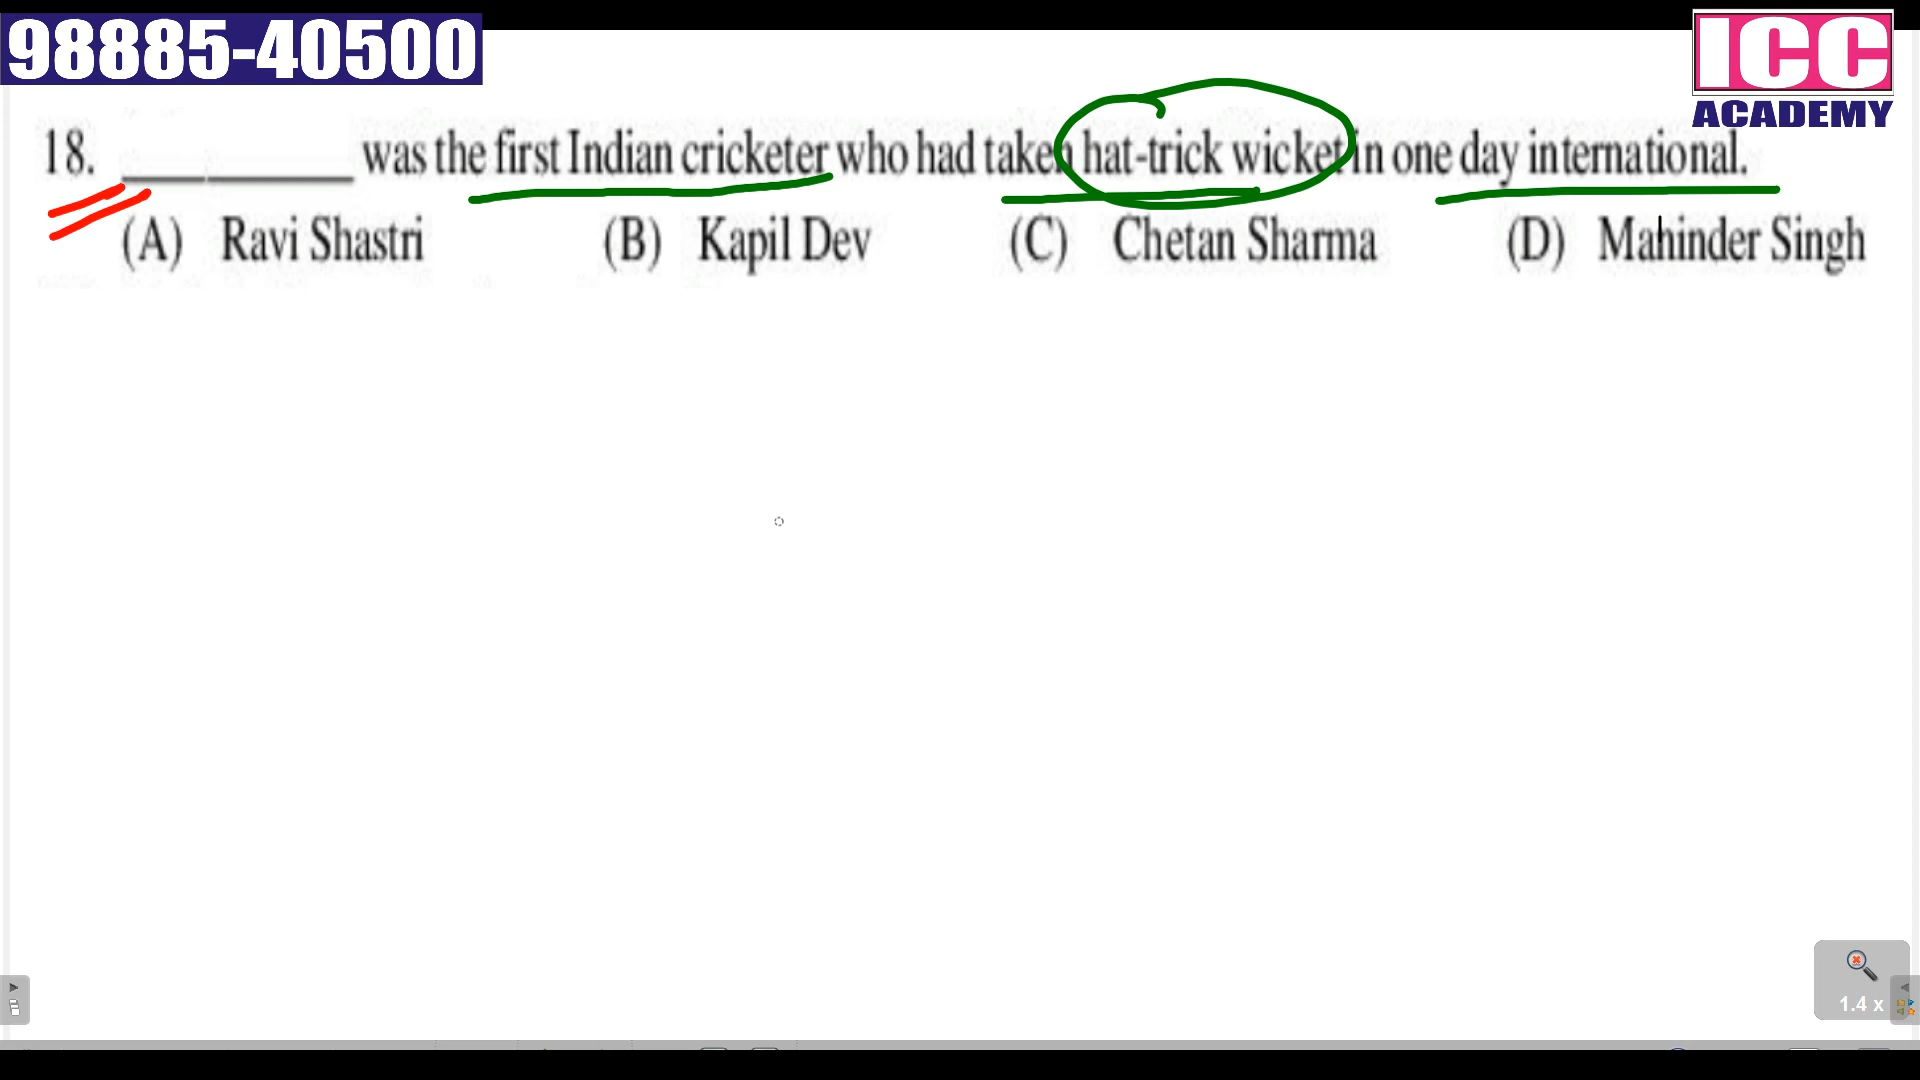 98885-40500
ICC
ACADEMY
18. __________ was the first Indian cricketer who had taken hat-trick wicket in one day international.
(A) Ravi Shastri (B) Kapil Dev (C) Chetan Sharma (D) Mahinder Singh
1.4 x